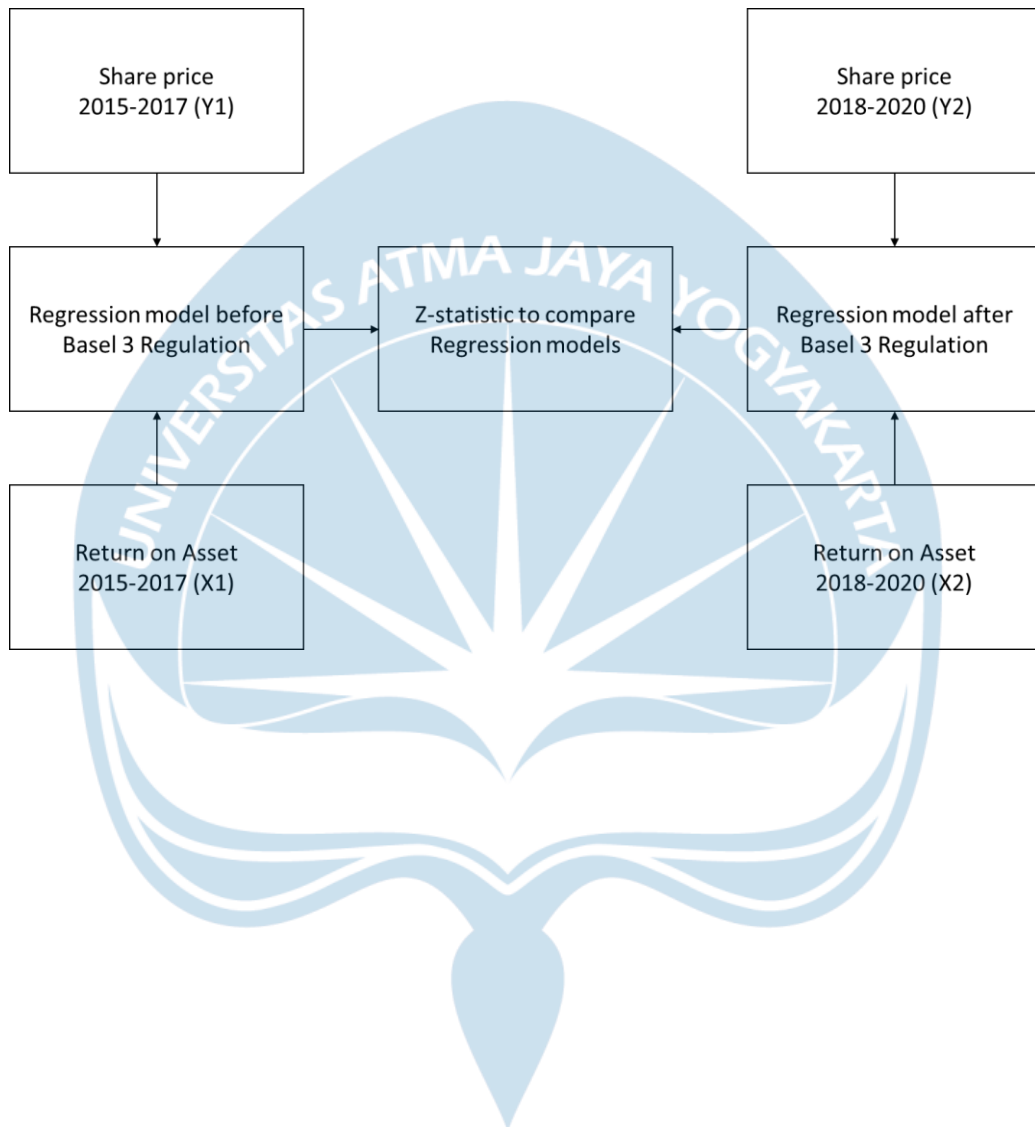 Share price
2015-2017 (Y1)
Share price
2018-2020 (Y2)
UNIVERSITAS ATMA JAYA YOGYAKARTA
Regression model before
Basel 3 Regulation
Z-statistic to compare
Regression models
Regression model after
Basel 3 Regulation
Return on Asset
2015-2017 (X1)
Return on Asset
2018-2020 (X2)